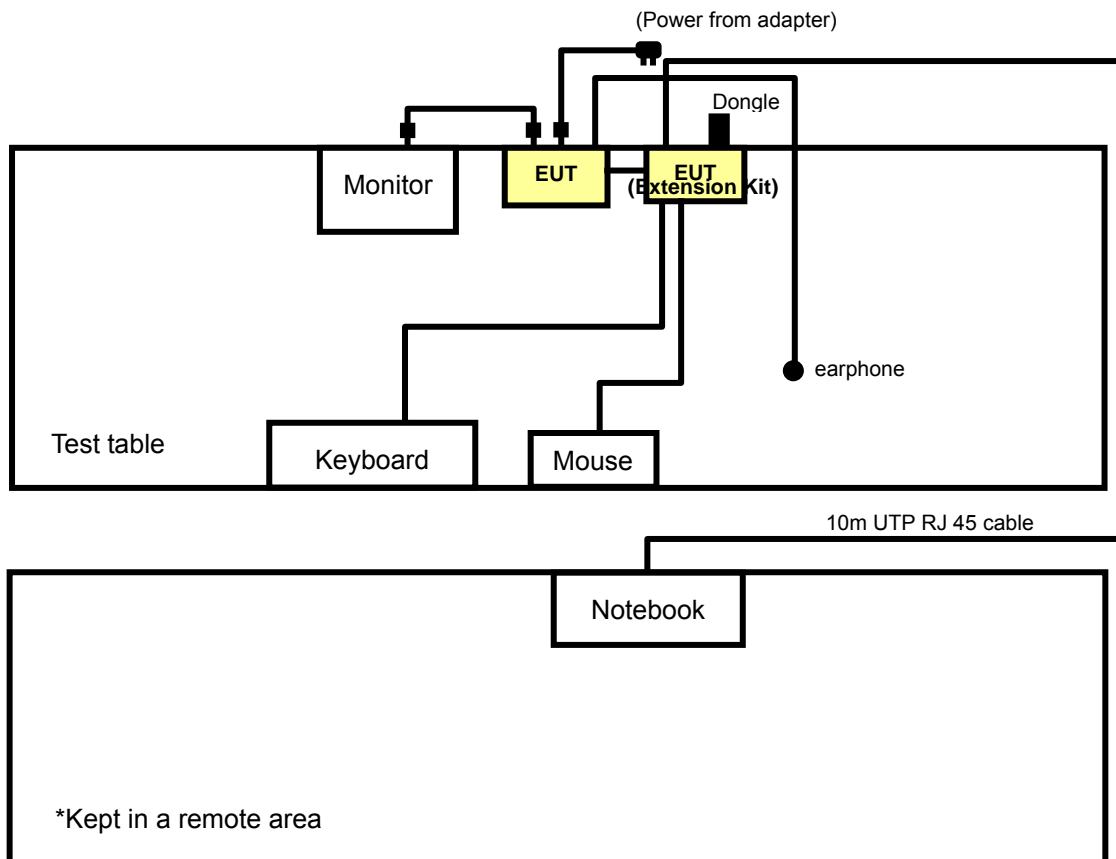 (Power from adapter)
Dongle
Monitor
EUT
EUT
(Extension Kit)
earphone
Test table
Keyboard
Mouse
10m UTP RJ 45 cable
Notebook
*Kept in a remote area